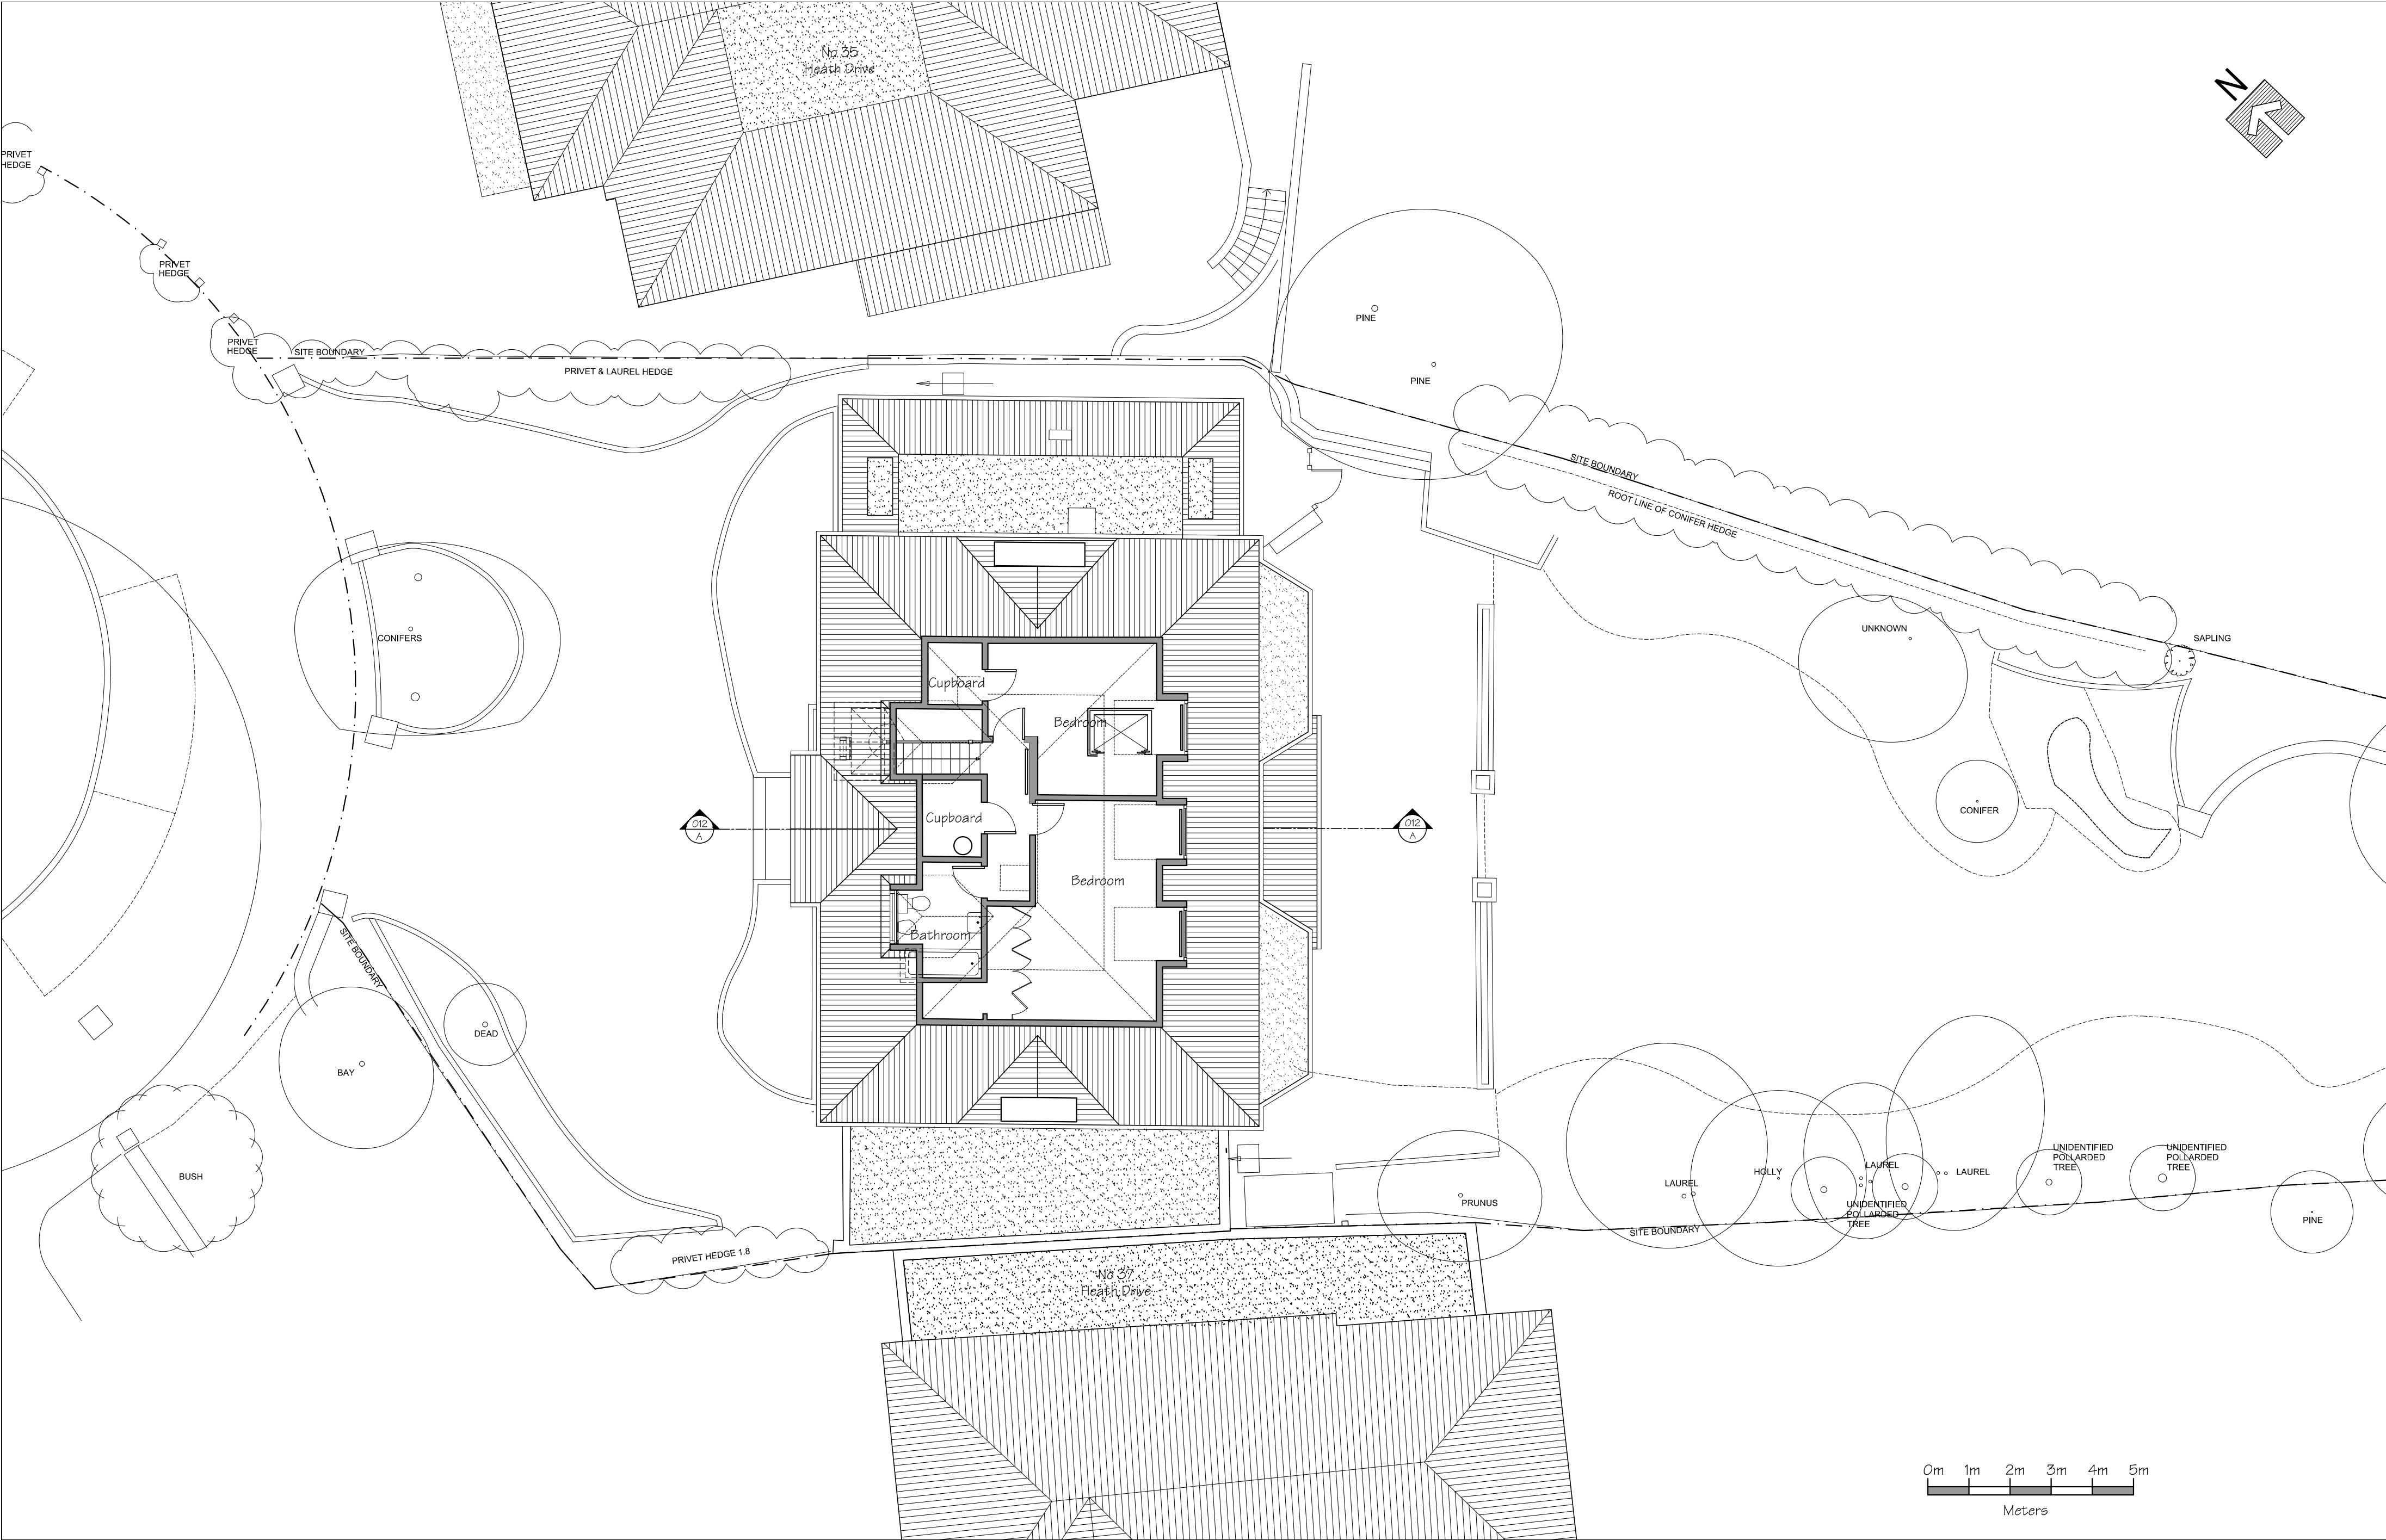 No 35
Heath Drive
N
PRIVET
HEDGE
PRIVET
HEDGE
PRIVET
HEDGE
SITE BOUNDARY
PRIVET & LAUREL HEDGE
PINE
PINE
SITE BOUNDARY
ROOT LINE OF CONIFER HEDGE
CONIFERS
UNKNOWN
SAPLING
Cupboard
Bedroom
CONIFER
012
A
Cupboard
012
A
Bedroom
Bathroom
SITE BOUNDARY
DEAD
BAY
BUSH
PRIVET HEDGE 1.8
PRUNUS
LAUREL
HOLLY
LAUREL
LAUREL
UNIDENTIFIED
POLLARDED
TREE
UNIDENTIFIED
POLLARDED
TREE
UNIDENTIFIED
POLLARDED
TREE
SITE BOUNDARY
PINE
No 37
Heath Drive
0m 1m 2m 3m 4m 5m
Meters